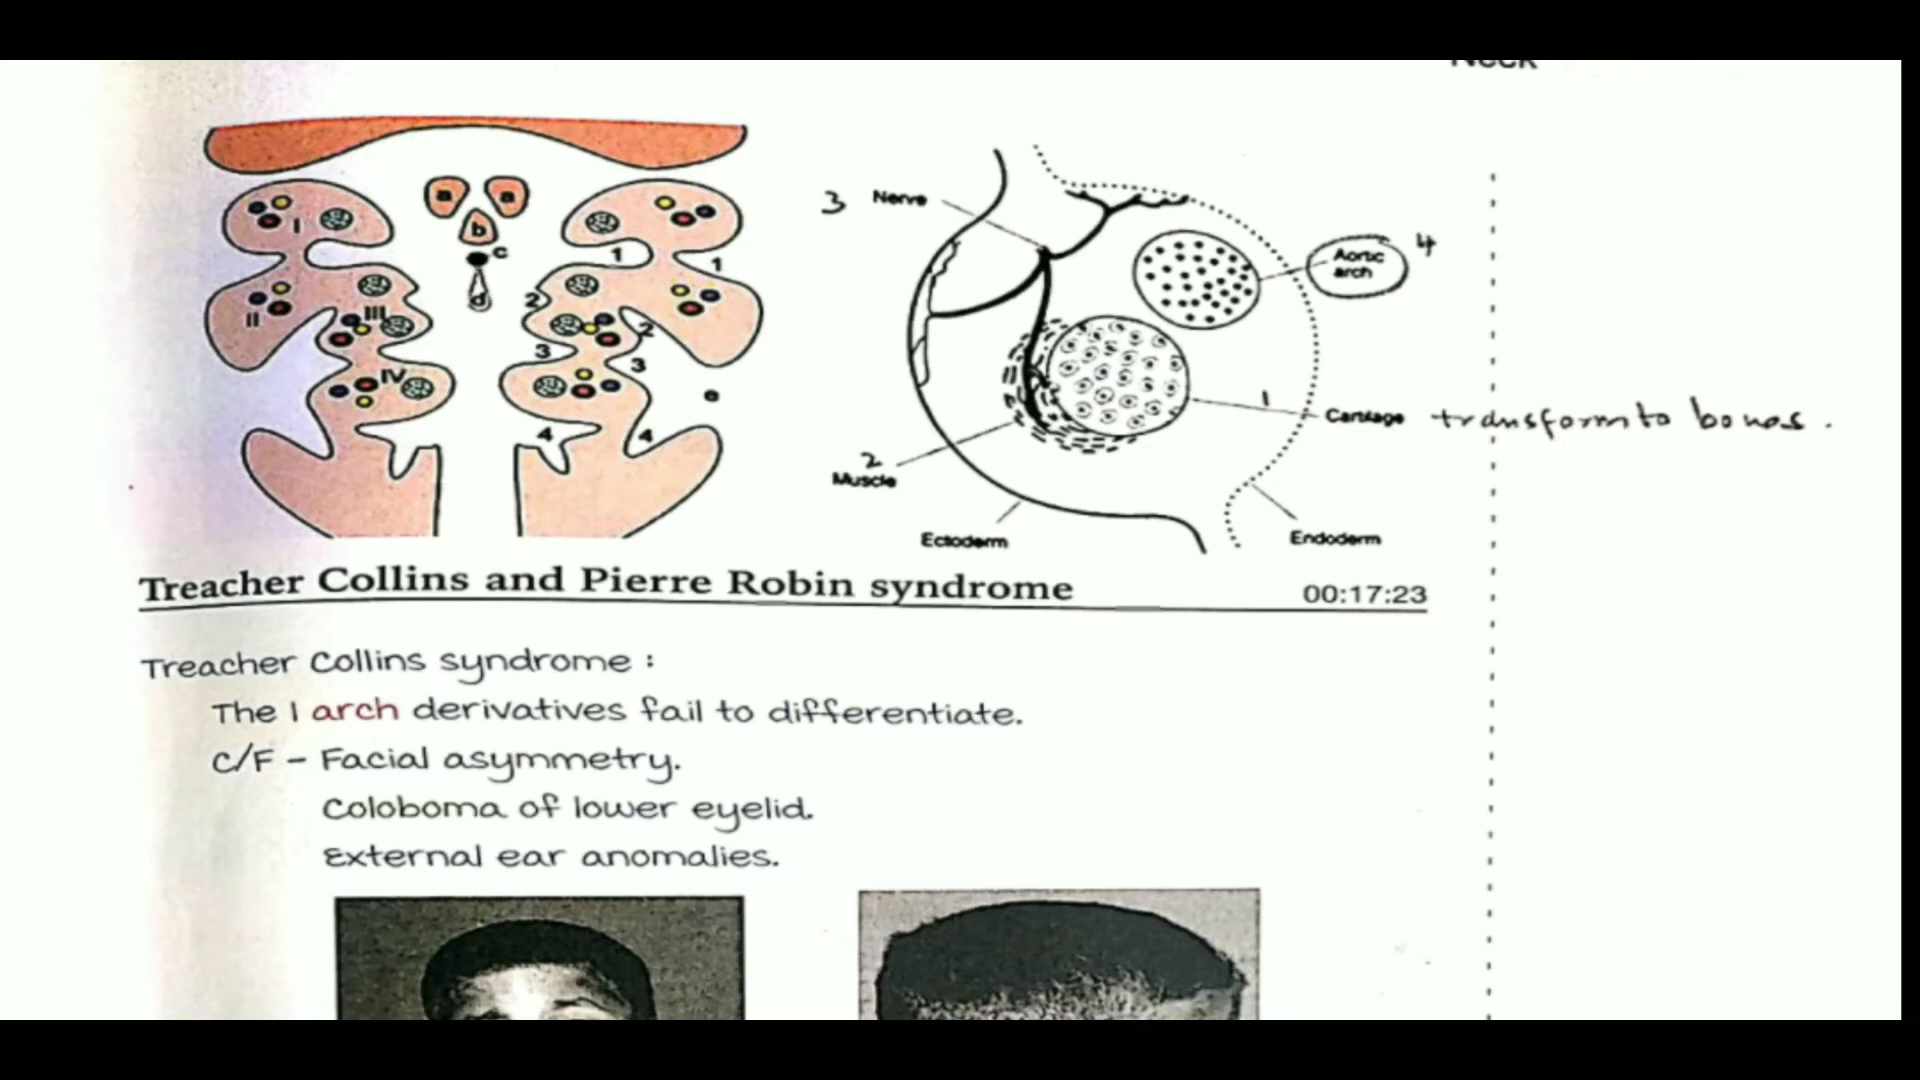 Neck
a a
I b
c
1 1
d 2
II III 2
3 3
IV
e
4 4
3 Nerve
Aortic 4
arch
1
Cartilage transform to bones.
2
Muscle
Ectoderm
Endoderm
Treacher Collins and Pierre Robin syndrome 00:17:23
Treacher Collins syndrome :
The I arch derivatives fail to differentiate.
C/F - Facial asymmetry.
Coloboma of lower eyelid.
External ear anomalies.